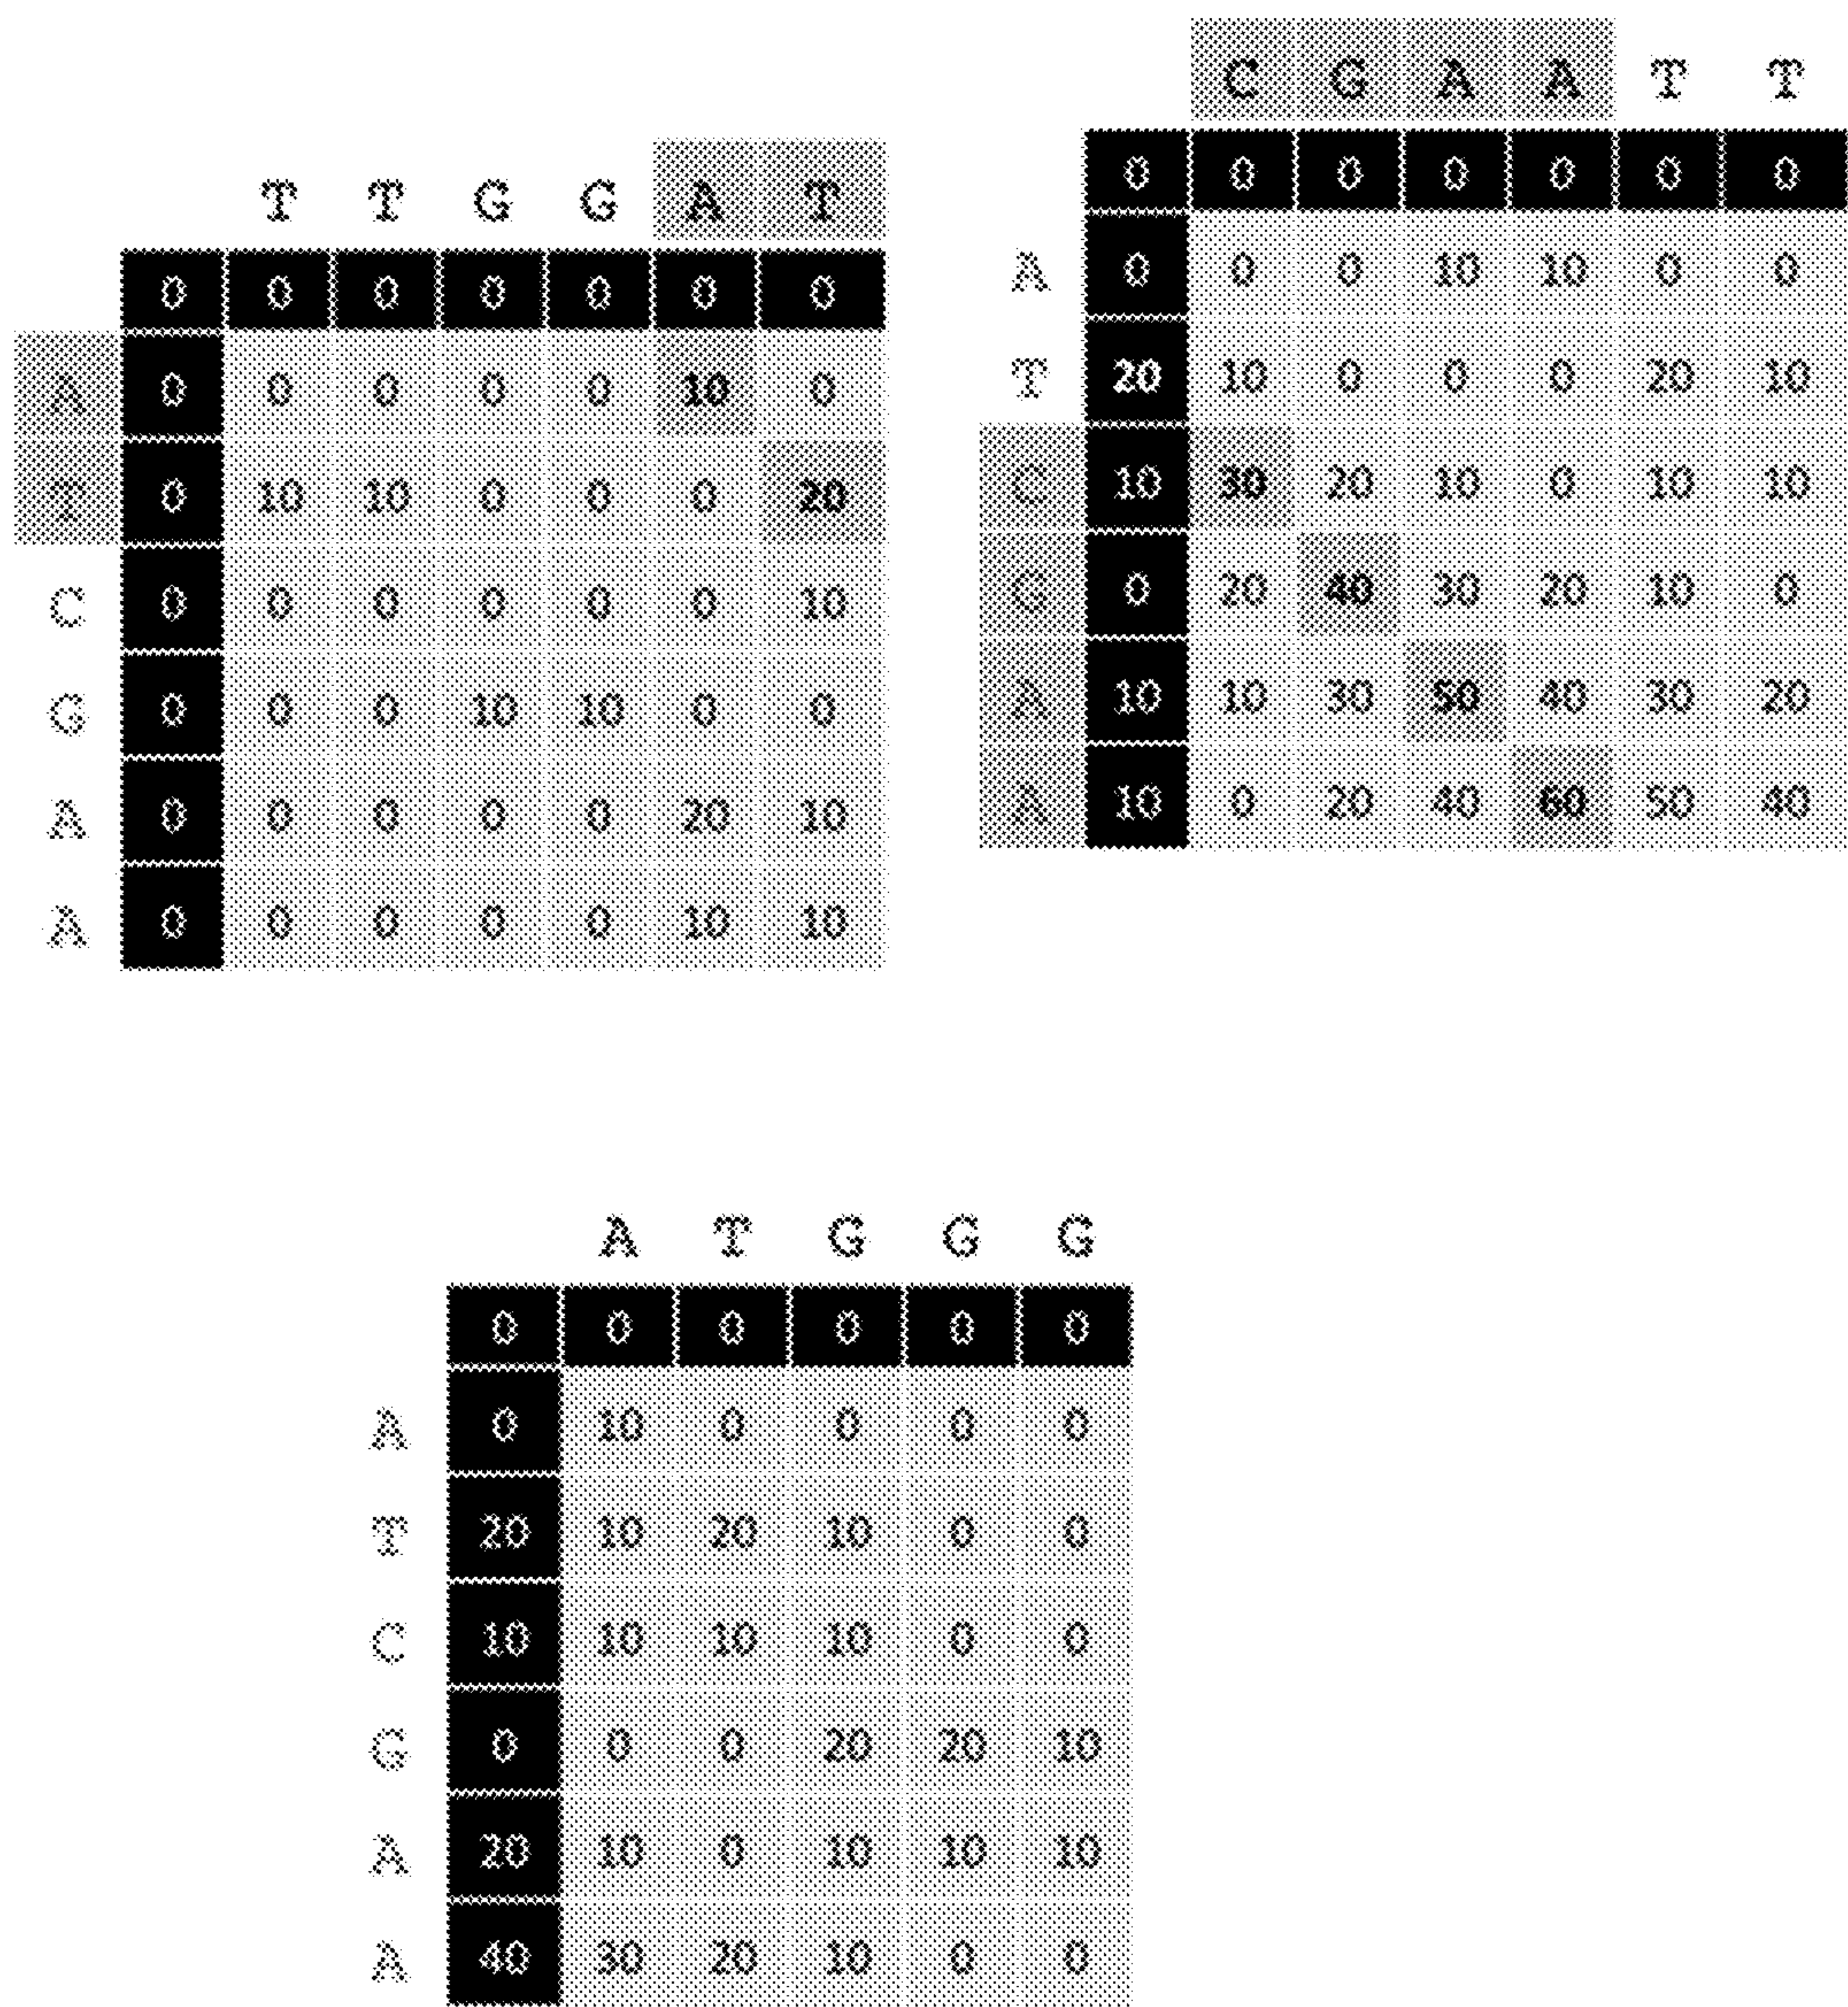 T T G G A T
0 0 0 0 0 0 0
A 0 0 0 0 0 10 0
T 0 10 10 0 0 0 20
C 0 0 0 0 0 0 10
G 0 0 0 10 10 0 0
A 0 0 0 0 0 20 10
A 0 0 0 0 0 10 10
C G A A T T
0 0 0 0 0 0 0
A 0 0 0 10 10 0 0
T 20 10 0 0 0 20 10
C 10 30 20 10 0 10 10
G 0 20 40 30 20 10 0
A 10 10 30 50 40 30 20
A 10 0 20 40 60 50 40
A T G G G
0 0 0 0 0 0
A 0 10 0 0 0 0
T 20 10 20 10 0 0
C 10 10 10 10 0 0
G 0 0 0 20 20 10
A 20 10 0 10 10 10
A 40 30 20 10 0 0